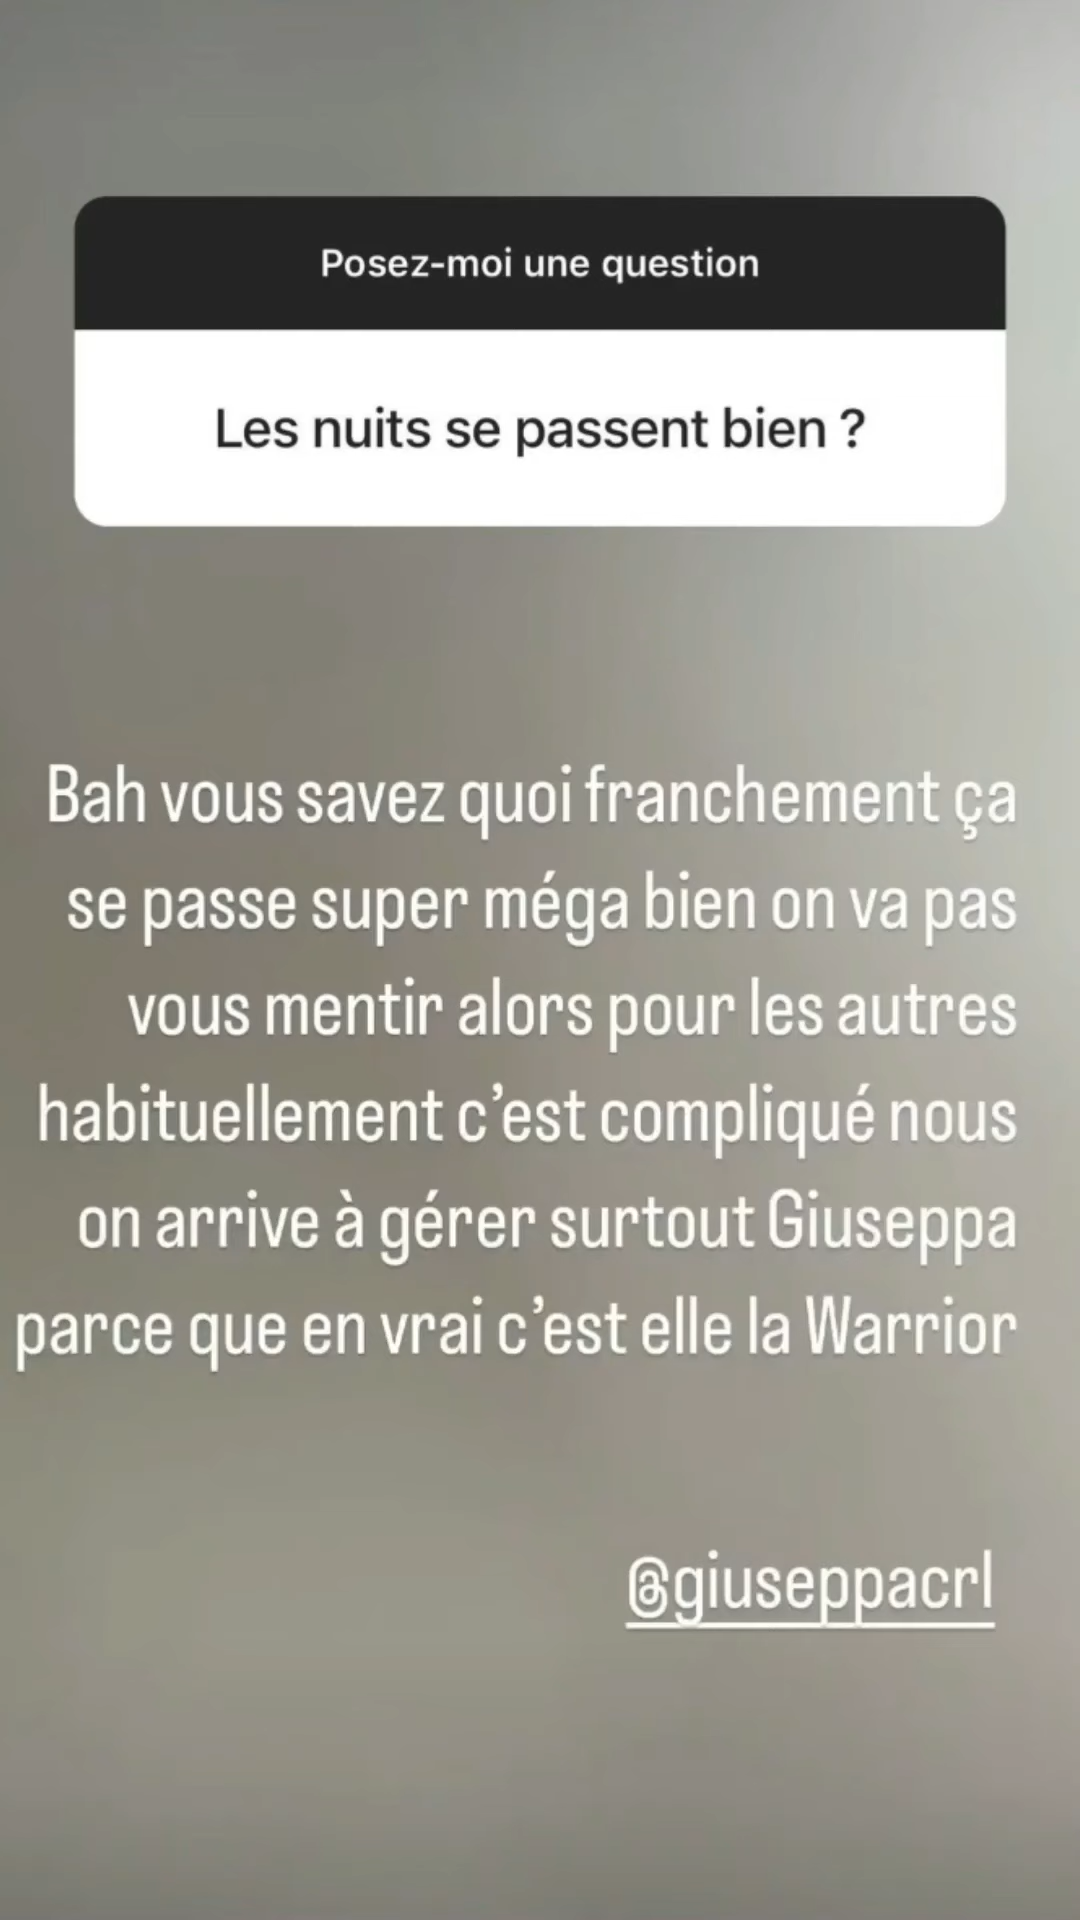 Posez-moi une question
Les nuits se passent bien ?
Bah vous savez quoi franchement ça
se passe super méga bien on va pas
vous mentir alors pour les autres
habituellement c’est compliqué nous
on arrive à gérer surtout Giuseppa
parce que en vrai c’est elle la Warrior
@giuseppacrl